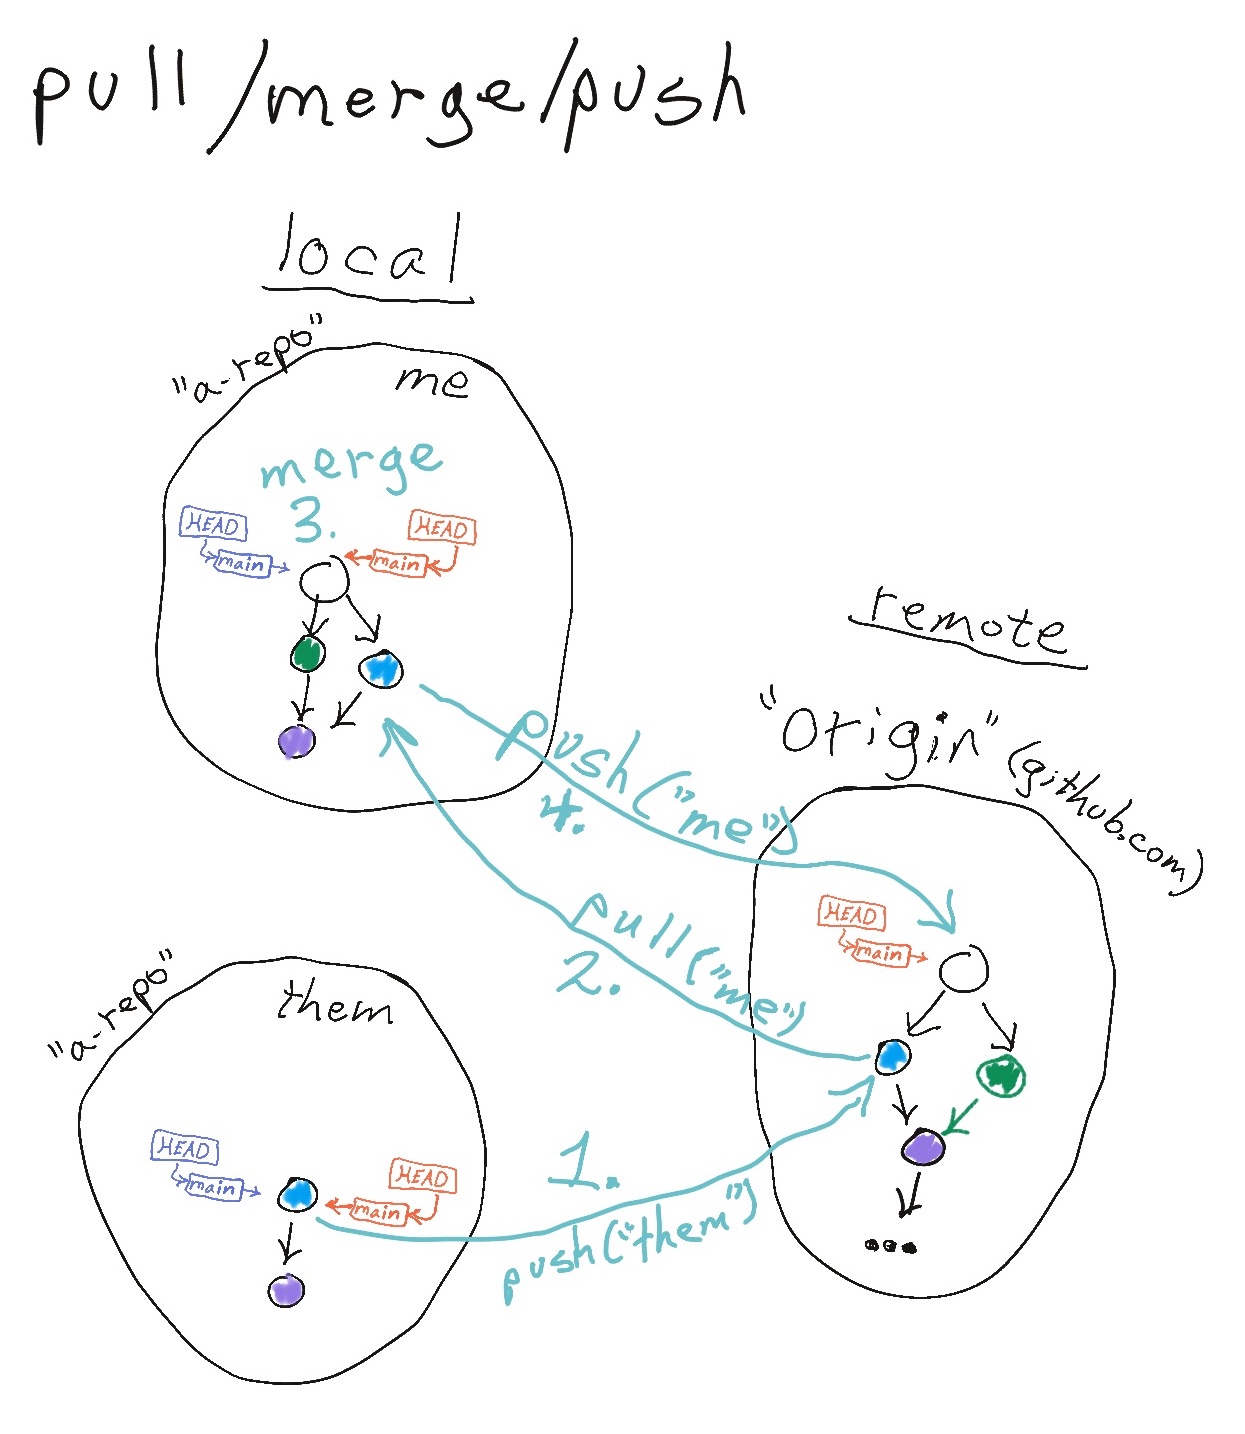 pull/merge/push
local
"a-repo"
me
merge
3.
HEAD
main
HEAD
main
remote
"origin" (github.com)
push("me")
4.
pull("me")
2.
HEAD
main
"a-repo"
them
HEAD
main
HEAD
main
1.
push("them")